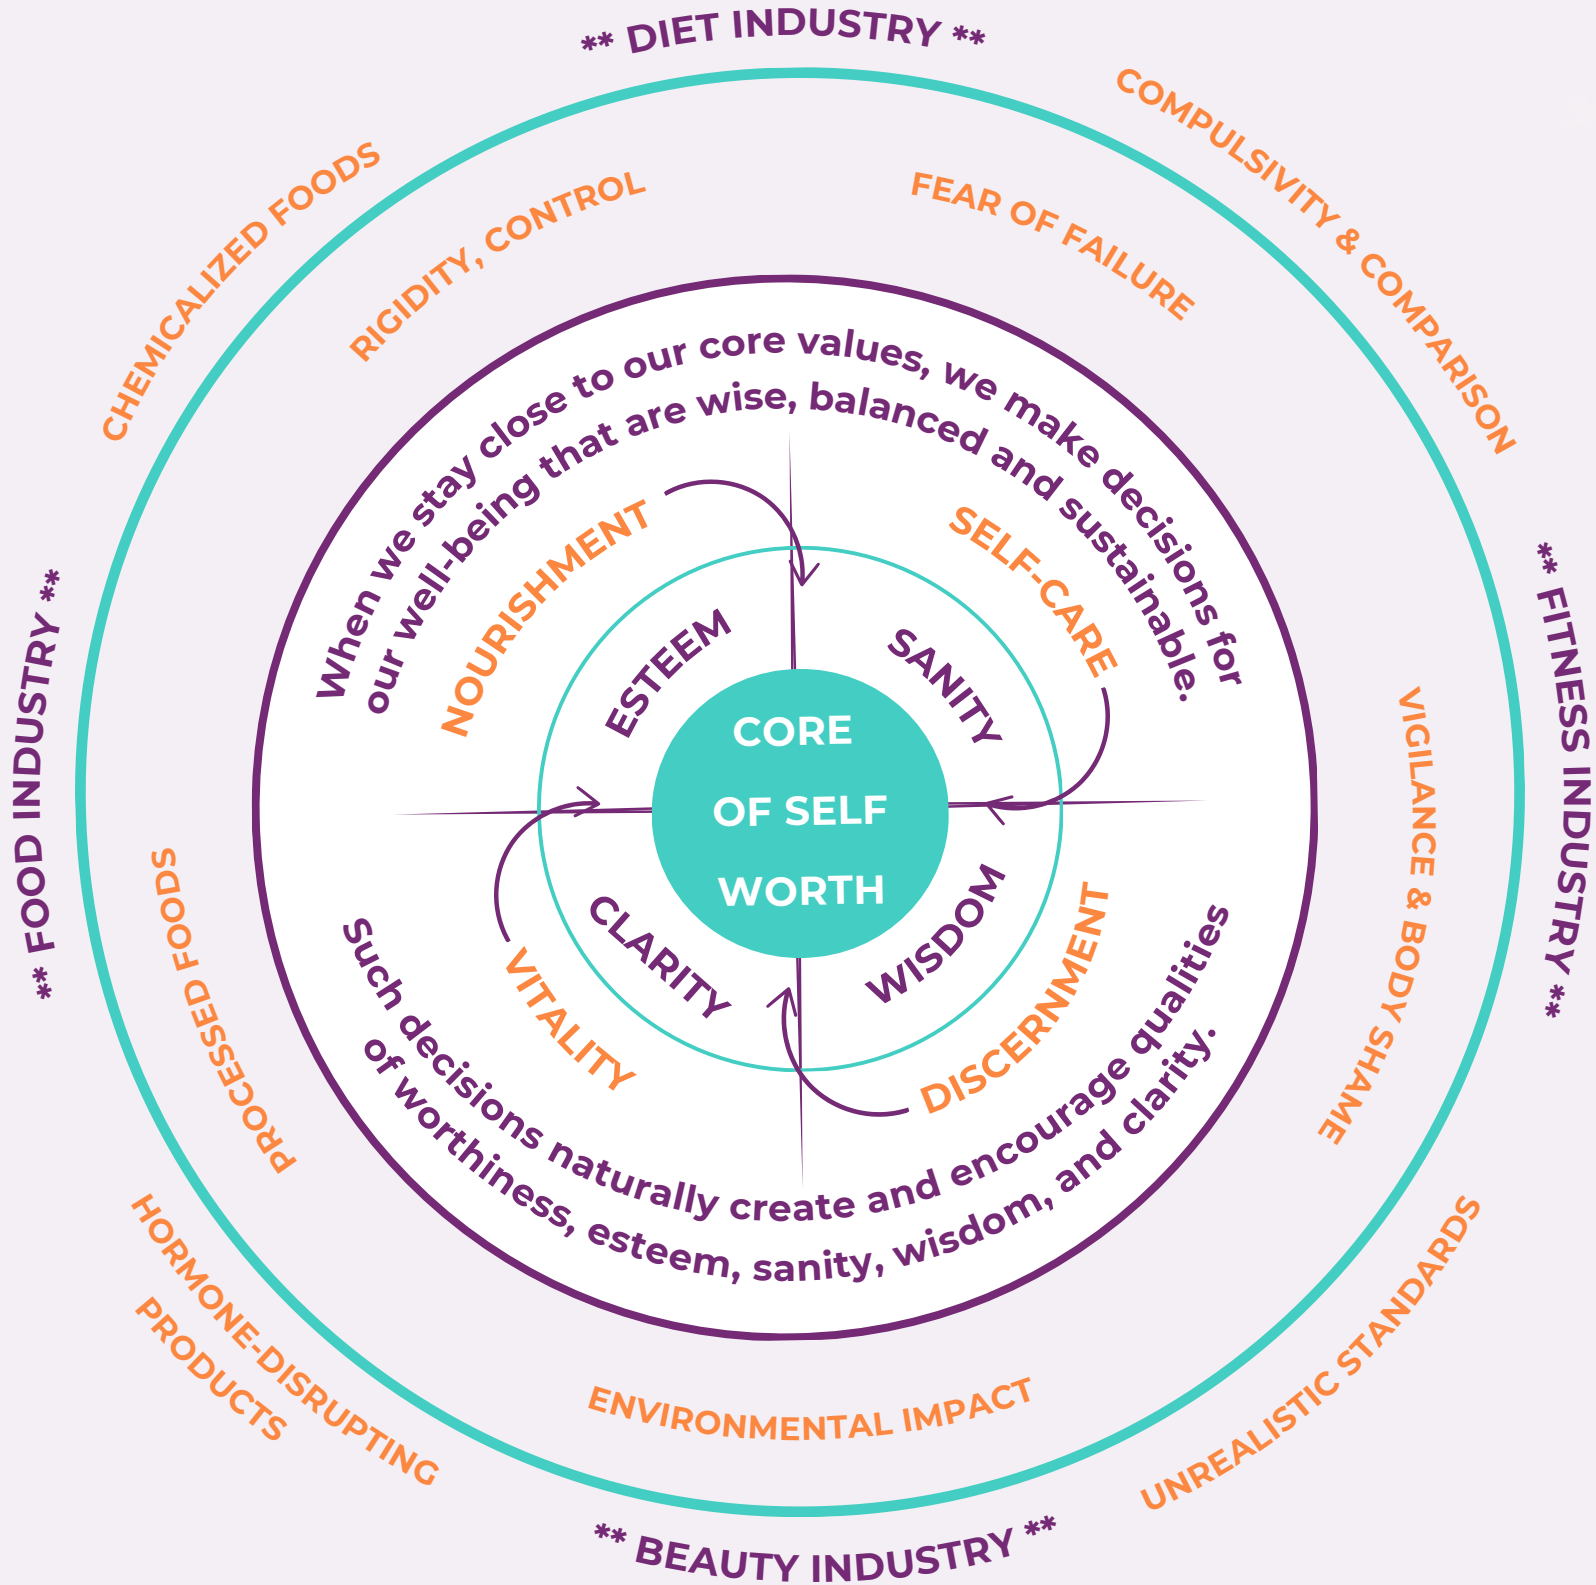 ** DIET INDUSTRY **
COMPULSIVITY & COMPARISON
CHEMICALIZED FOODS
RIGIDITY, CONTROL
FEAR OF FAILURE
When we stay close to our core values, we make decisions for
our well-being that are wise, balanced and sustainable.
NOURISHMENT
SELF-CARE
ESTEEM
SANITY
** FOOD INDUSTRY **
** FITNESS INDUSTRY **
CORE
OF SELF
WORTH
VIGILANCE & BODY SHAME
PROCESSED FOODS
CLARITY
WISDOM
VITALITY
DISCERNMENT
Such decisions naturally create and encourage qualities
of worthiness, esteem, sanity, wisdom, and clarity.
HORMONE-DISRUPTING
PRODUCTS
ENVIRONMENTAL IMPACT
UNREALISTIC STANDARDS
** BEAUTY INDUSTRY **